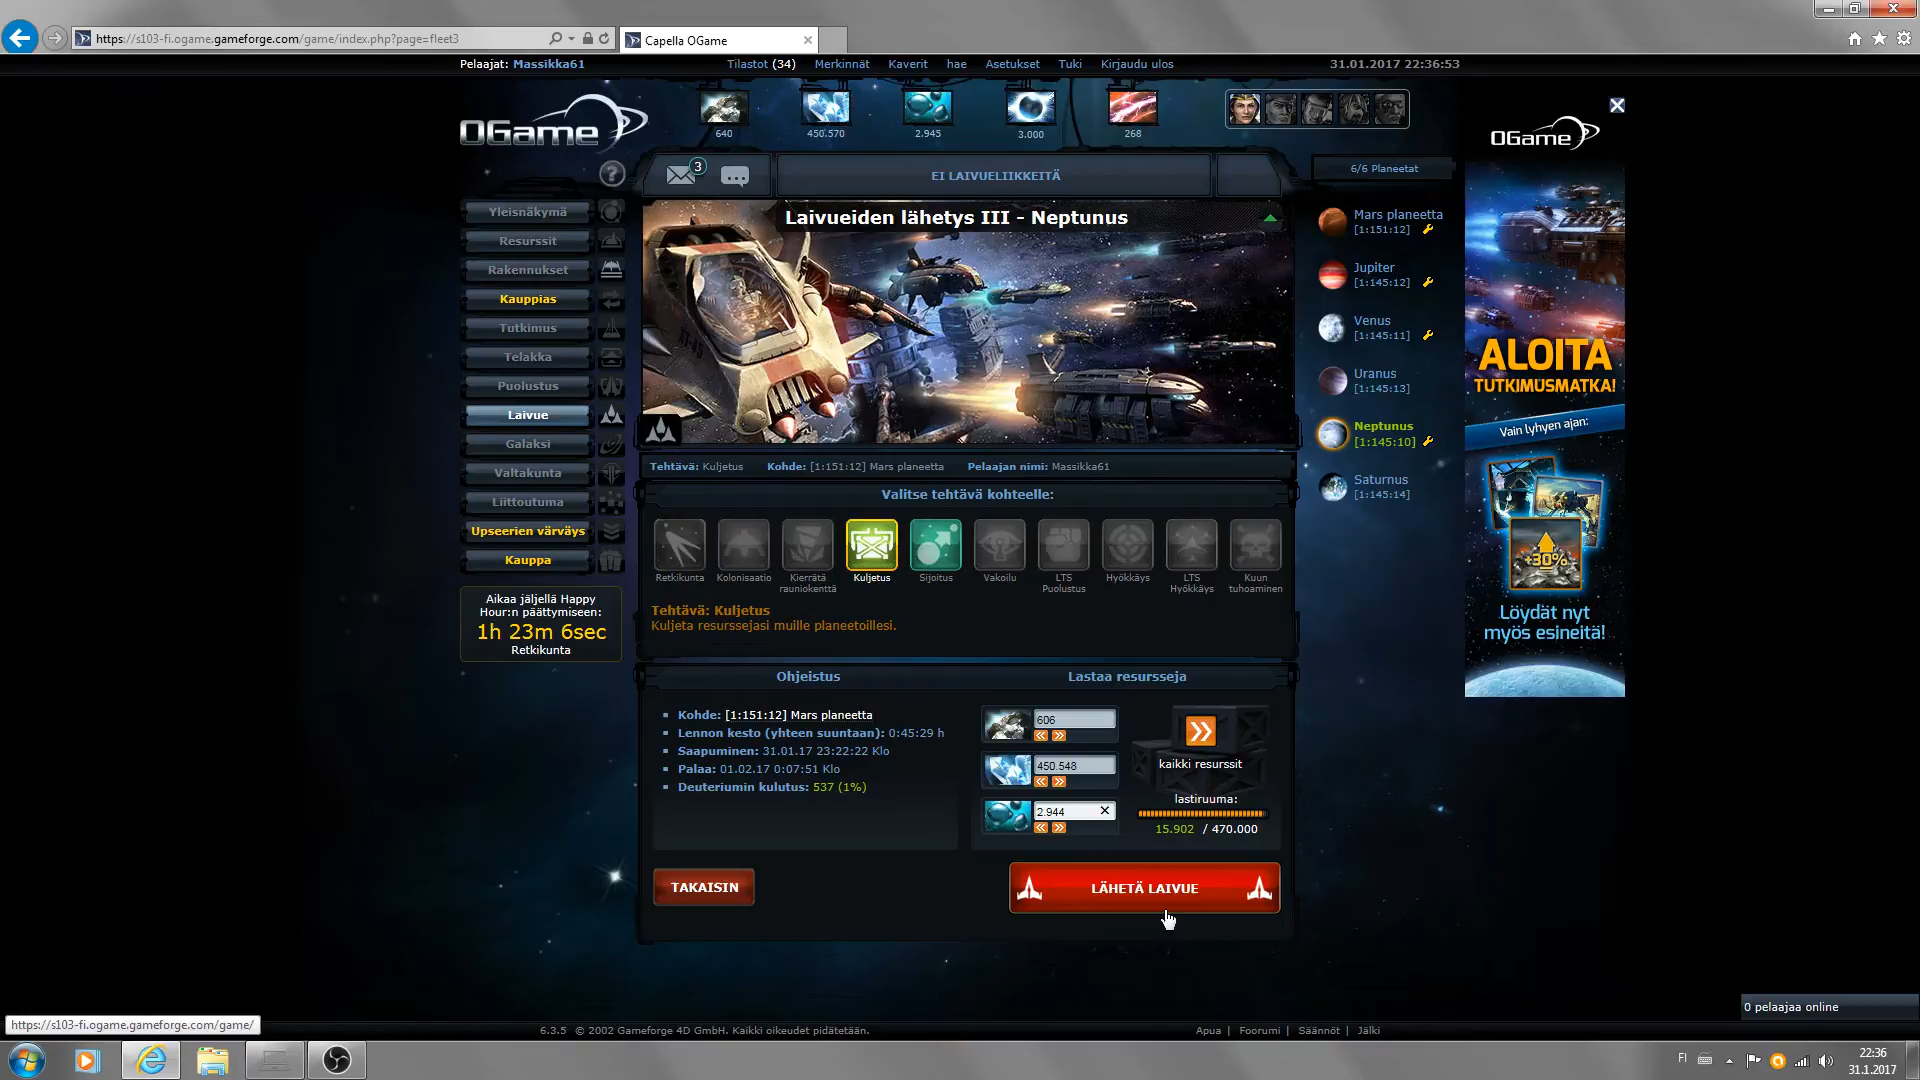 https://s103-fi.ogame.gameforge.com/game/index.php?page=fleet3
Capella OGame
Pelaajat: Massikka61
Tilastot (34)
Merkinnät
Kaverit
hae
Asetukset
Tuki
Kirjaudu ulos
31.01.2017 22:36:53
OGame
640
450.570
2.945
3.000
268
OGame
3
EI LAIVUELIIKKEITÄ
6/6 Planeetat
Laivueiden lähetys III - Neptunus
Yleisnäkymä
Resurssit
Rakennukset
Kauppias
Tutkimus
Telakka
Puolustus
Laivue
Galaksi
Valtakunta
Liittoutuma
Upseerien värväys
Kauppa
Aikaa jäljellä Happy
Hour:n päättymiseen:
1h 23m 6sec
Retkikunta
Mars planeetta
[1:151:12]
Jupiter
[1:145:12]
Venus
[1:145:11]
Uranus
[1:145:13]
Neptunus
[1:145:10]
Saturnus
[1:145:14]
ALOITA
TUTKIMUSMATKA!
Vain lyhyen ajan:
+30%
Löydät nyt
myös esineitä!
Tehtävä: Kuljetus
Kohde: [1:151:12] Mars planeetta
Pelaajan nimi: Massikka61
Valitse tehtävä kohteelle:
Retkikunta
Kolonisaatio
Kierrätä
rauniokenttä
Kuljetus
Sijoitus
Vakoilu
LTS
Puolustus
Hyökkäys
LTS
Hyökkäys
Kuun
tuhoaminen
Tehtävä: Kuljetus
Kuljeta resurssejasi muille planeetoillesi.
Ohjeistus
Lastaa resursseja
Kohde: [1:151:12] Mars planeetta
Lennon kesto (yhteen suuntaan): 0:45:29 h
Saapuminen: 31.01.17 23:22:22 Klo
Palaa: 01.02.17 0:07:51 Klo
Deuteriumin kulutus: 537 (1%)
606
450.548
2.944
kaikki resurssit
lastiruuma:
15.902 / 470.000
TAKAISIN
LÄHETÄ LAIVUE
0 pelaajaa online
https://s103-fi.ogame.gameforge.com/game/
6.3.5 © 2002 Gameforge 4D GmbH. Kaikki oikeudet pidätetään.
Apua | Foorumi | Säännöt | Jälki
FI
22:36
31.1.2017